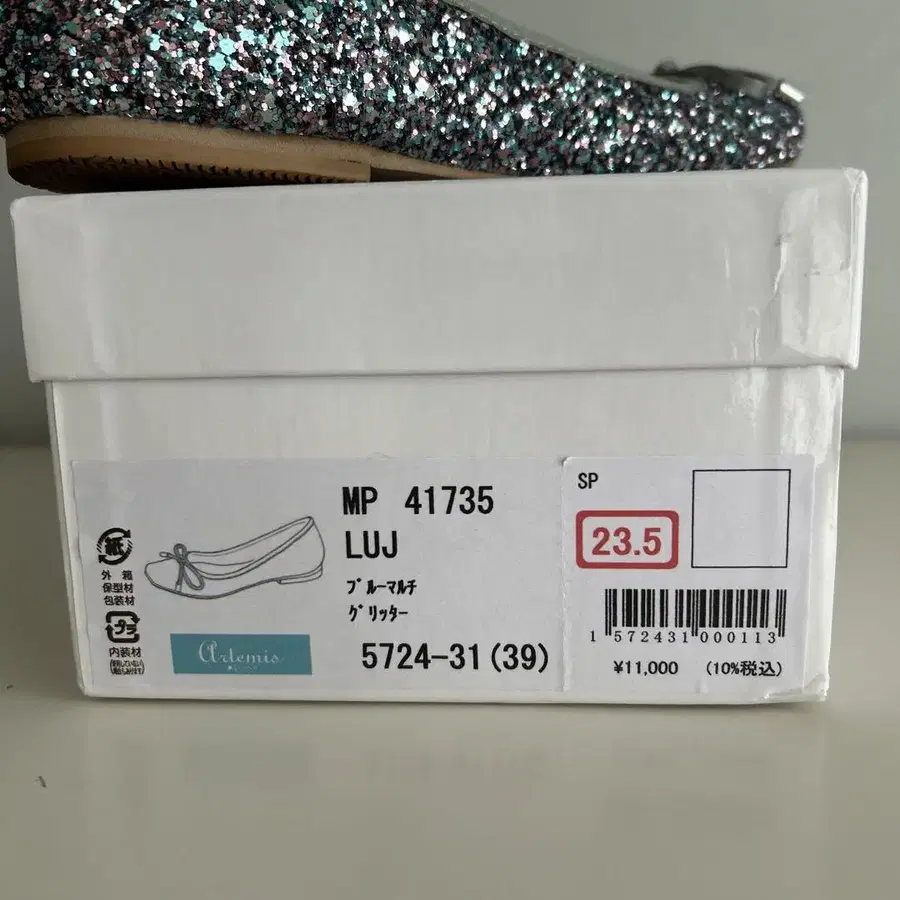 紙
外 箱
保型材
包装材
プラ
内装材
Artemis
MP 41735
LUJ
ﾌﾞﾙｰﾏﾙﾁ
ｸﾞﾘｯﾀｰ
5724-31(39)
SP
23.5
1 572431 000113
¥11,000 (10%税込)